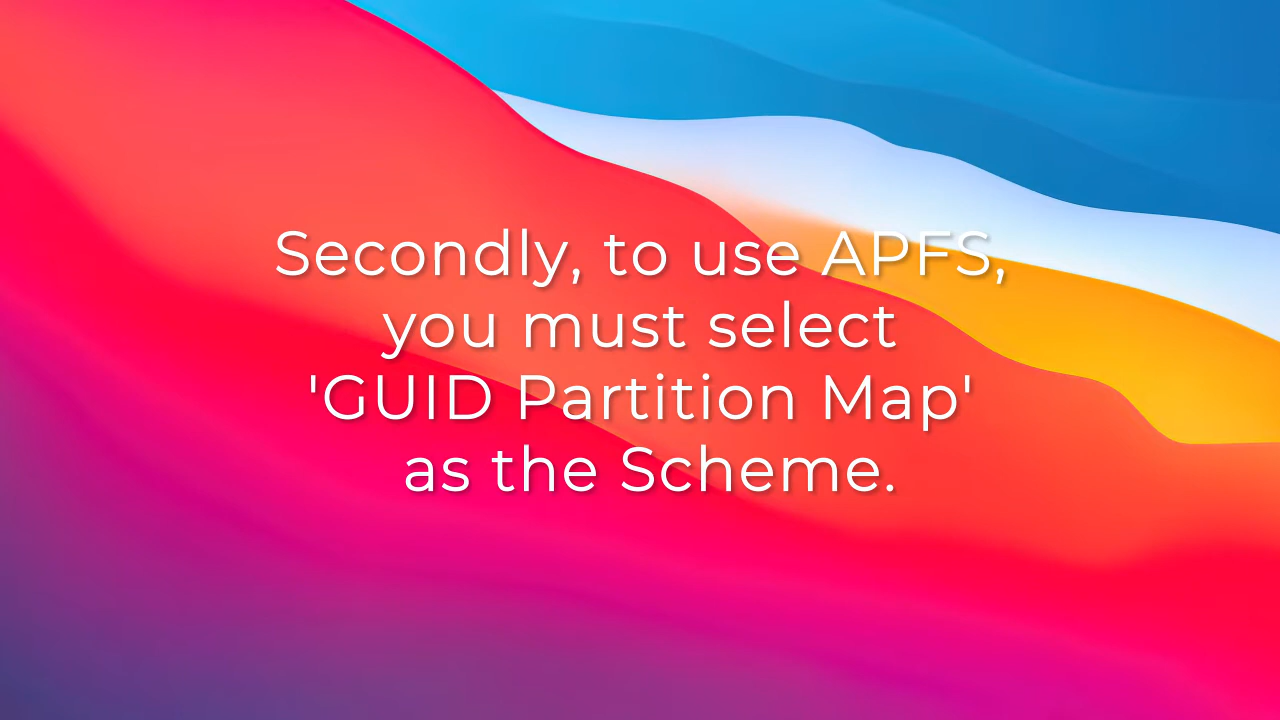 Secondly, to use APFS,
you must select
'GUID Partition Map'
as the Scheme.